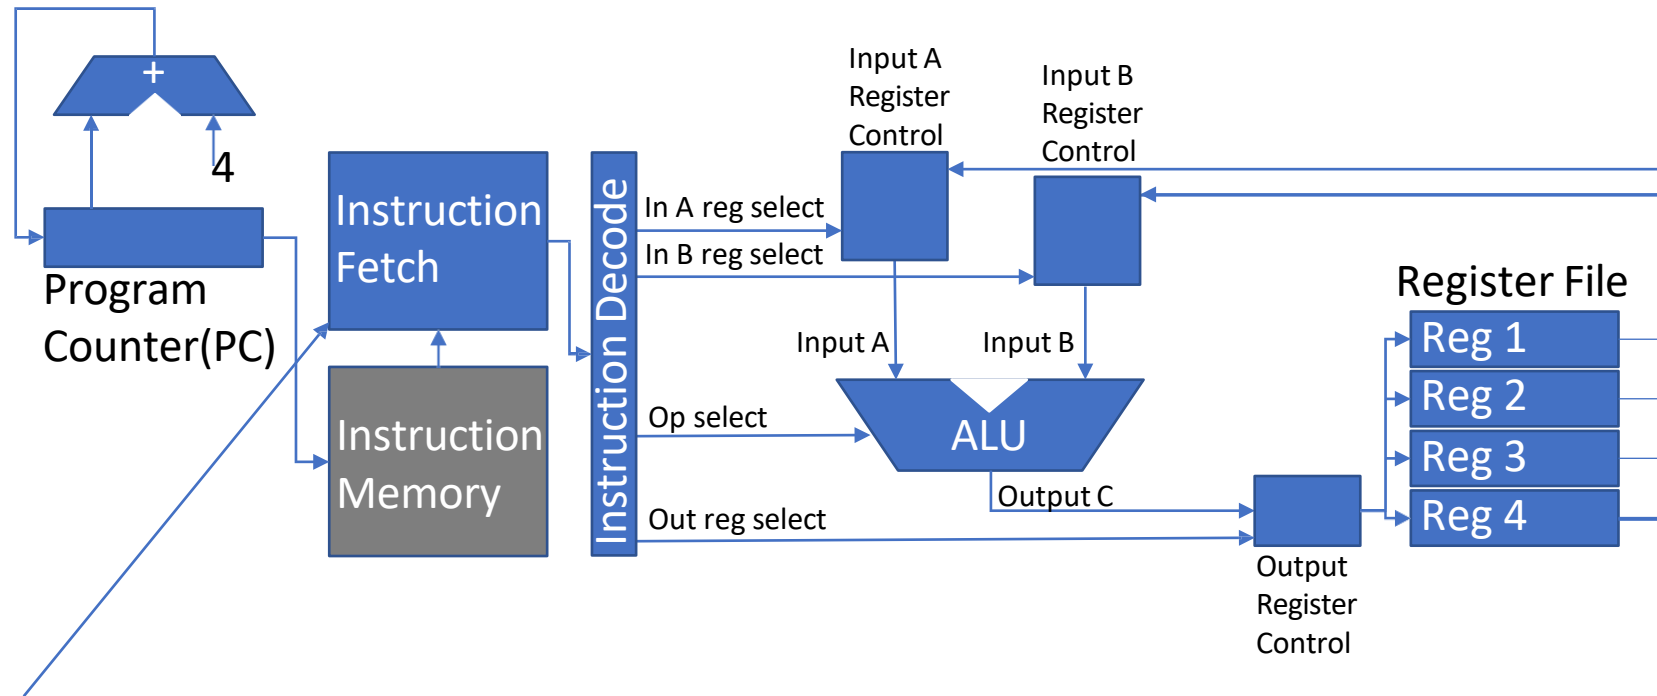 +
4
Program
Counter(PC)
Instruction
Fetch
Instruction
Memory
Instruction Decode
In A reg select
In B reg select
Op select
Out reg select
Input A
Register
Control
Input B
Register
Control
Input A
Input B
ALU
Output C
Output
Register
Control
Register File
Reg 1
Reg 2
Reg 3
Reg 4